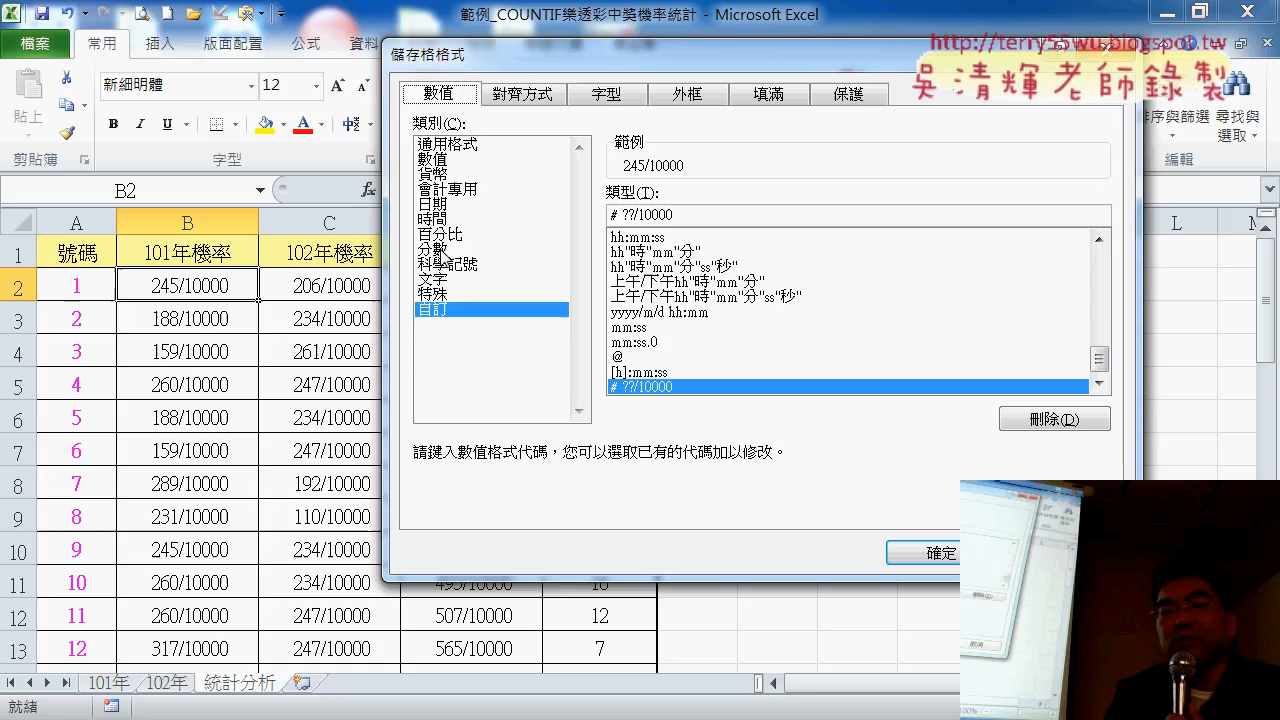 範例_COUNTIF樂透彩中獎機率統計 - Microsoft Excel
http://terry55wu.blogspot.tw
吳清輝老師錄製
檔案 常用 插入 版面配置 公式 資料
新細明體 12
貼上
B I U
中
剪貼簿 字型
排序與篩選 尋找與
選取
編輯
B2 fx
A B C L
1 號碼 101年機率 102年機率
2 1 245/10000 206/10000
3 2 188/10000 234/10000
4 3 159/10000 261/10000
5 4 260/10000 247/10000
6 5 188/10000 234/10000
7 6 159/10000 247/10000
8 7 289/10000 192/10000
9 8 231/10000 110/10000
10 9 245/10000 234/10000
11 10 260/10000 234/10000 495/10000
12 11 260/10000 247/10000 507/10000 12
13 12 317/10000 247/10000 565/10000 7
101年 102年 統計分析
就緒
儲存格格式
數值 對齊方式 字型 外框 填滿 保護
類別(C):
通用格式
數值
貨幣
會計專用
日期
時間
百分比
分數
科學記號
文字
特殊
自訂
範例
245/10000
類型(T):
# ??/10000
hh:mm:ss
hh"時"mm"分"
hh"時"mm"分"ss"秒"
上午/下午hh"時"mm"分"
上午/下午hh"時"mm"分"ss"秒"
yyyy/m/d hh:mm
mm:ss
mm:ss.0
@
[h]:mm:ss
# ??/10000
刪除(D)
請鍵入數值格式代碼，您可以選取已有的代碼加以修改。
確定